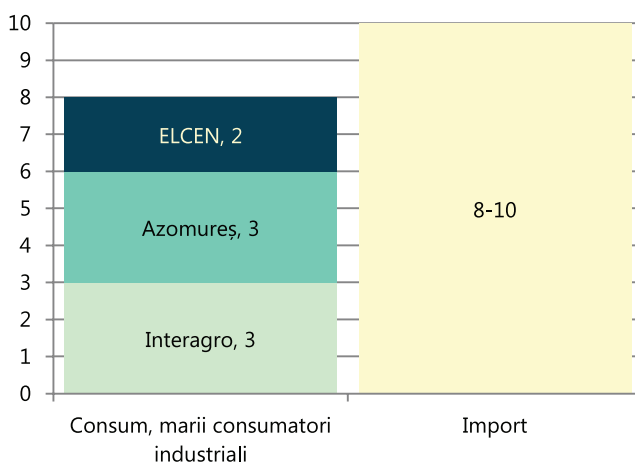 10
9
8
7
6
5
4
3
2
1
0
ELCEN, 2
Azomureș, 3
Interagro, 3
8-10
Consum, marii consumatori
industriali
Import